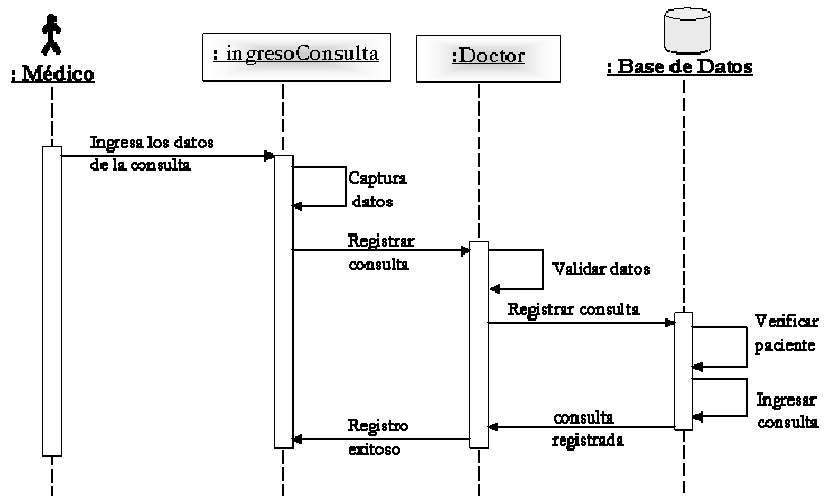 : Médico
: ingresoConsulta
:Doctor
: Base de Datos
Ingresa los datos
de la consulta
Captura
datos
Registrar
consulta
Validar datos
Registrar consulta
Verificar
paciente
Ingresar
consulta
consulta
registrada
Registro
exitoso